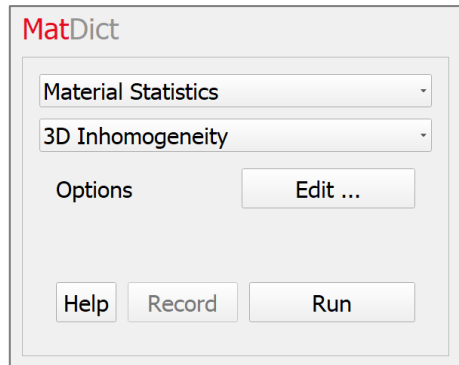 MatDict
Material Statistics
3D Inhomogeneity
Options Edit ...
Help Record Run